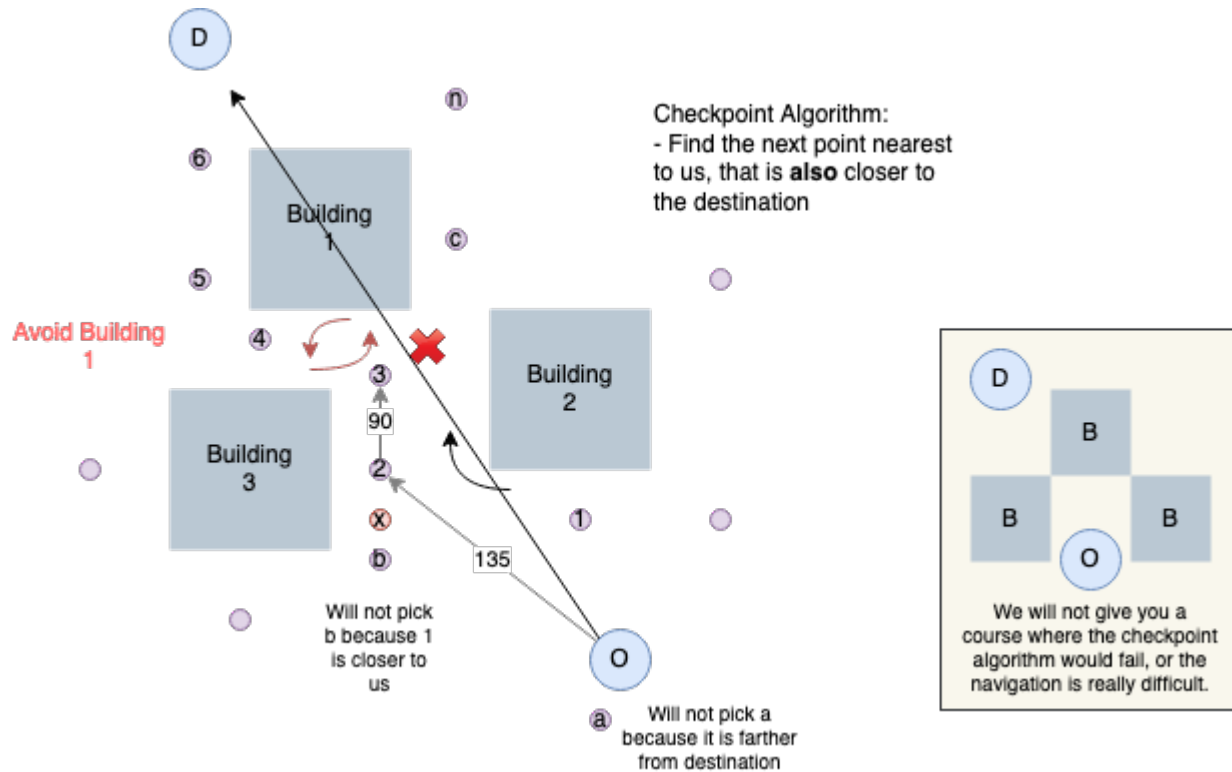 D
n
Checkpoint Algorithm:
- Find the next point nearest
to us, that is also closer to
the destination
6
Building
1
c
5
Avoid Building
1
4
3
Building
2
90
Building
3
2
x
1
b
135
Will not pick
b because 1
is closer to
us
O
a
Will not pick a
because it is farther
from destination
D
B
B
B
O
We will not give you a
course where the checkpoint
algorithm would fail, or the
navigation is really difficult.